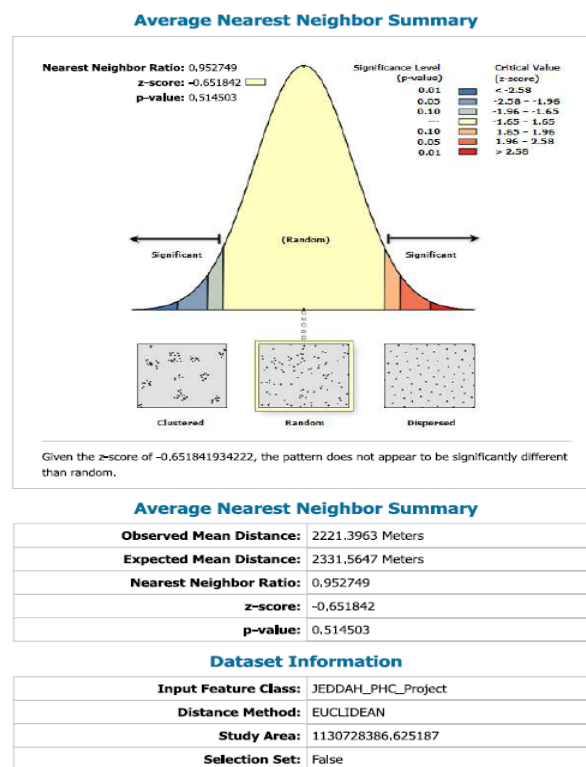 Average Nearest Neighbor Summary
Nearest Neighbor Ratio: 0,952749
z-score: -0.651842
p-value: 0,514503
Significance Level
(p-value)
Critical Value
(z-score)
0.01 < -2.58
0.05 -2.58 - -1.96
0.10 -1.96 - -1.65
--- -1.65 - 1.65
0.10 1.65 - 1.96
0.05 1.96 - 2.58
0.01 > 2.58
(Random)
Significant
Significant
Clustered
Random
Dispersed
Given the z-score of -0,651841934222, the pattern does not appear to be significantly different
than random.
Average Nearest Neighbor Summary
Observed Mean Distance: 2221.3963 Meters
Expected Mean Distance: 2331,5647 Meters
Nearest Neighbor Ratio: 0,952749
z-score: -0,651842
p-value: 0.514503
Dataset Information
Input Feature Class: JEDDAH_PHC_Project
Distance Method: EUCLIDEAN
Study Area: 1130728386.625187
Selection Set: False